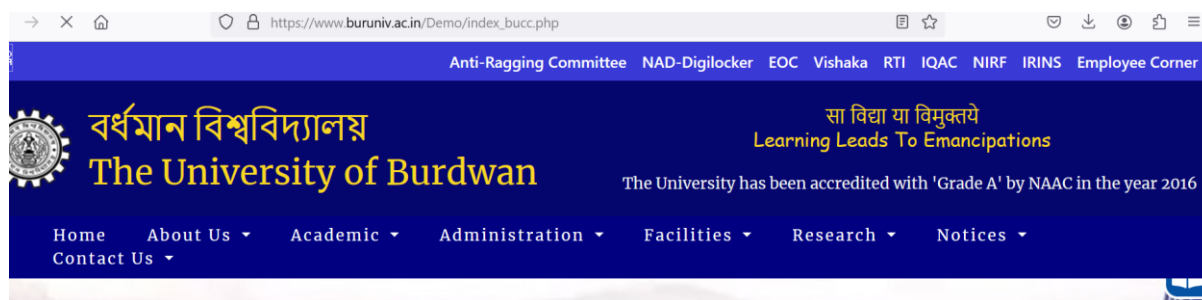 https://www.buruniv.ac.in/Demo/index_bucc.php
Anti-Ragging Committee NAD-Digilocker EOC Vishaka RTI IQAC NIRF IRINS Employee Corner
বর্ধমান বিশ্ববিদ্যালয়
The University of Burdwan
सा विद्या या विमुक्तये
Learning Leads To Emancipations
The University has been accredited with 'Grade A' by NAAC in the year 2016
Home About Us Academic Administration Facilities Research Notices
Contact Us